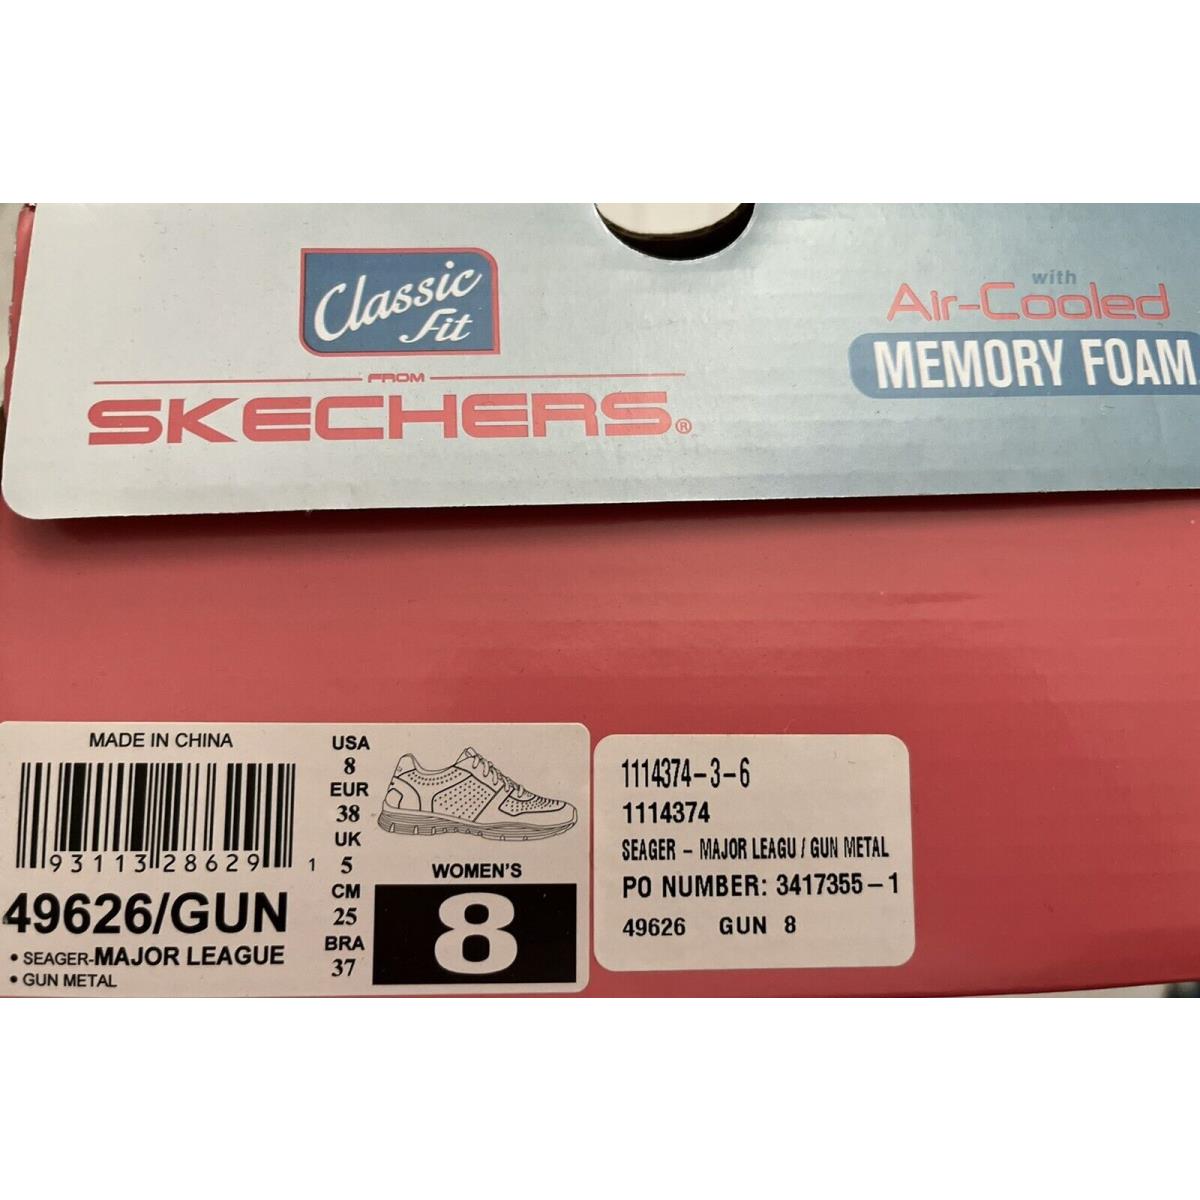 Classic
Fit
FROM
SKECHERS®
with
Air-Cooled
MEMORY FOAM
MADE IN CHINA
93113 28629 1
49626/GUN
• SEAGER-MAJOR LEAGUE
• GUN METAL
USA
8
EUR
38
UK
5
CM
25
BRA
37
WOMEN'S
8
1114374-3-6
1114374
SEAGER - MAJOR LEAGU / GUN METAL
PO NUMBER: 3417355-1
49626 GUN 8